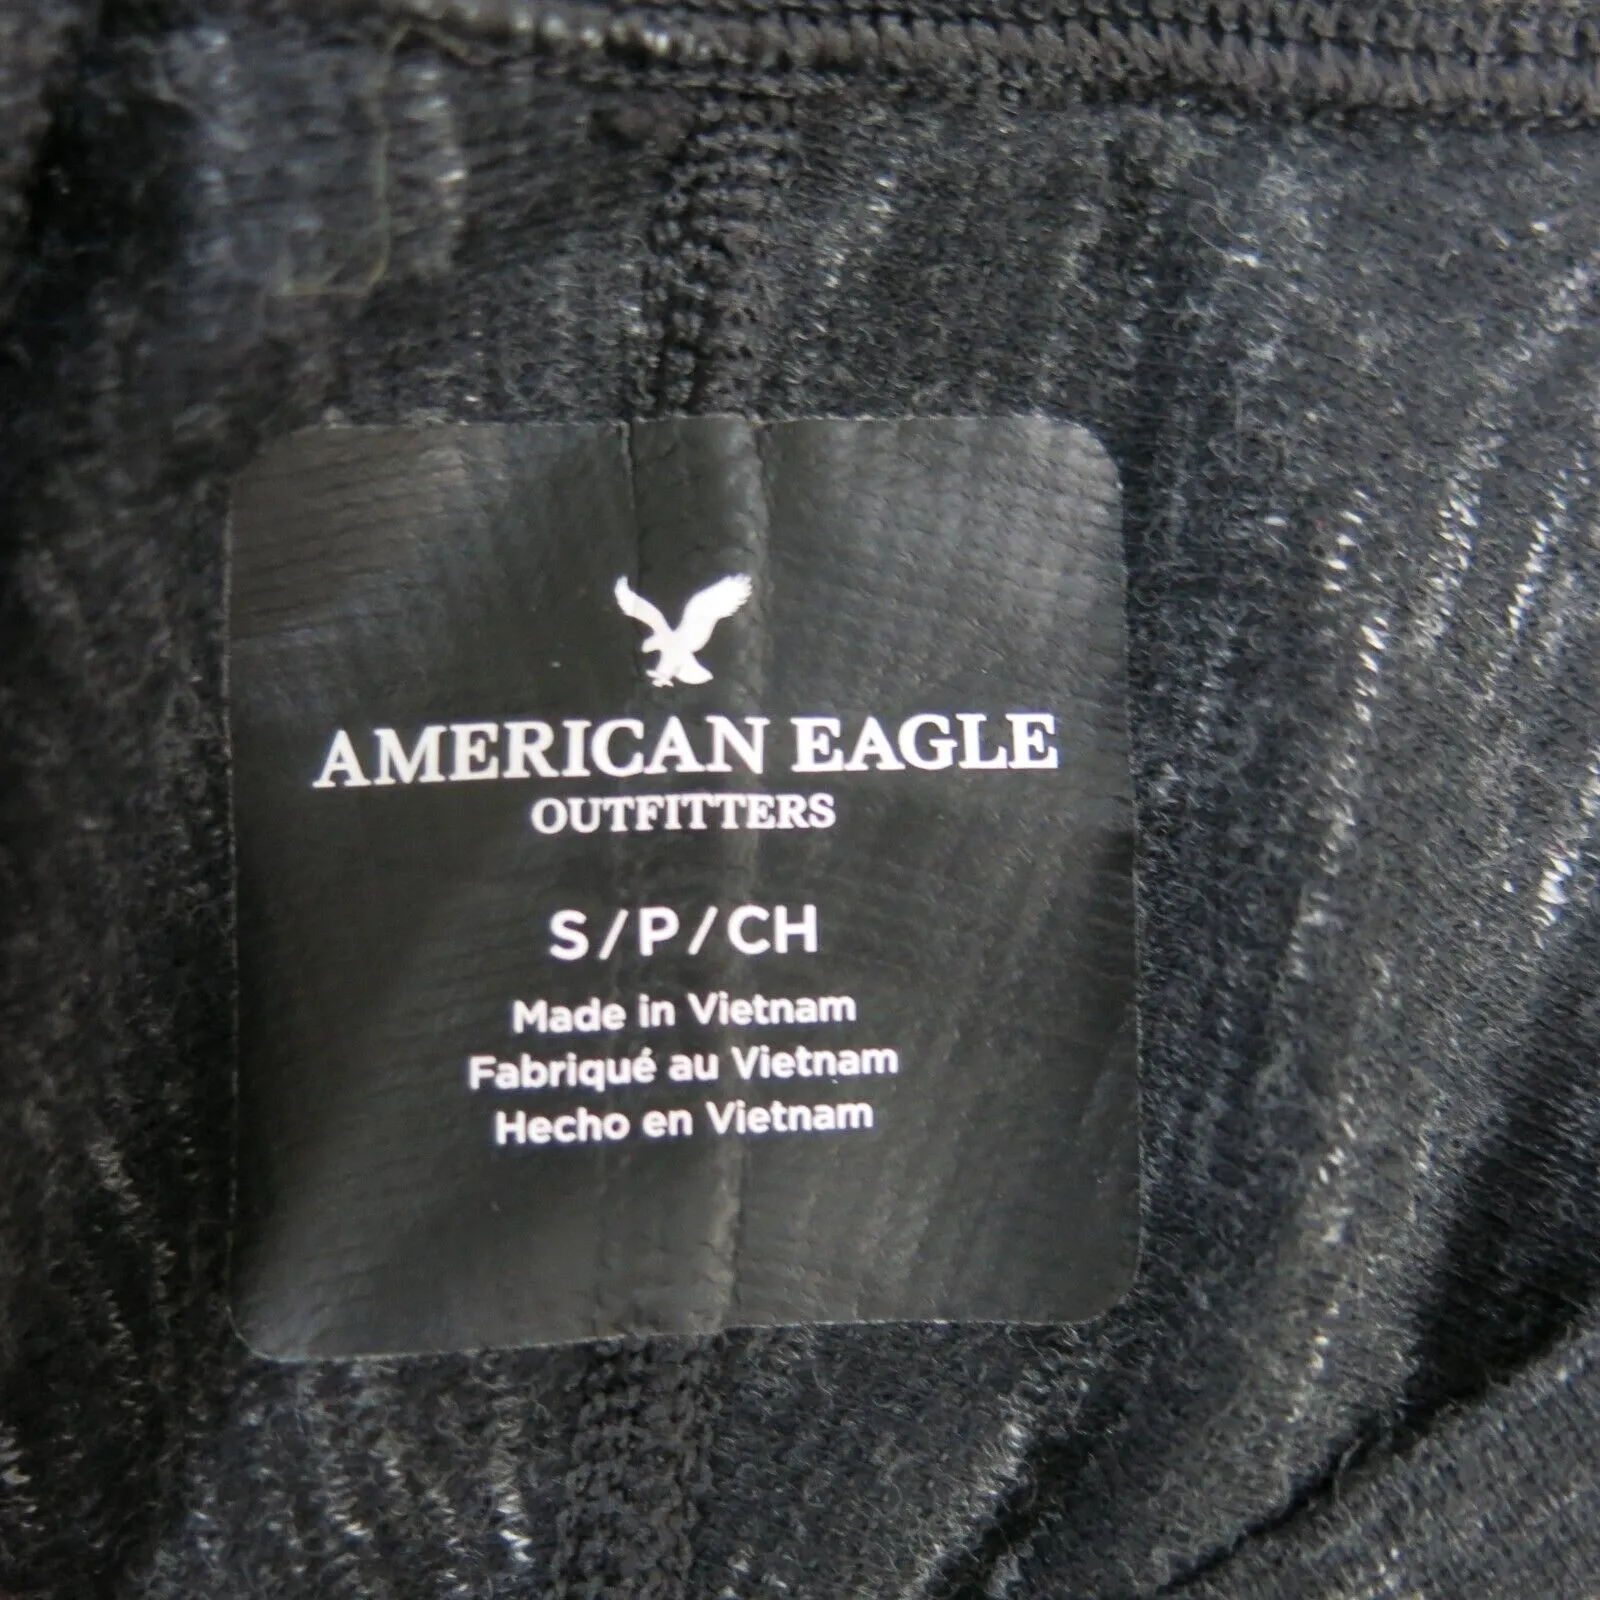 AMERICAN EAGLE
OUTFITTERS
S/P/CH
Made in Vietnam
Fabriqué au Vietnam
Hecho en Vietnam